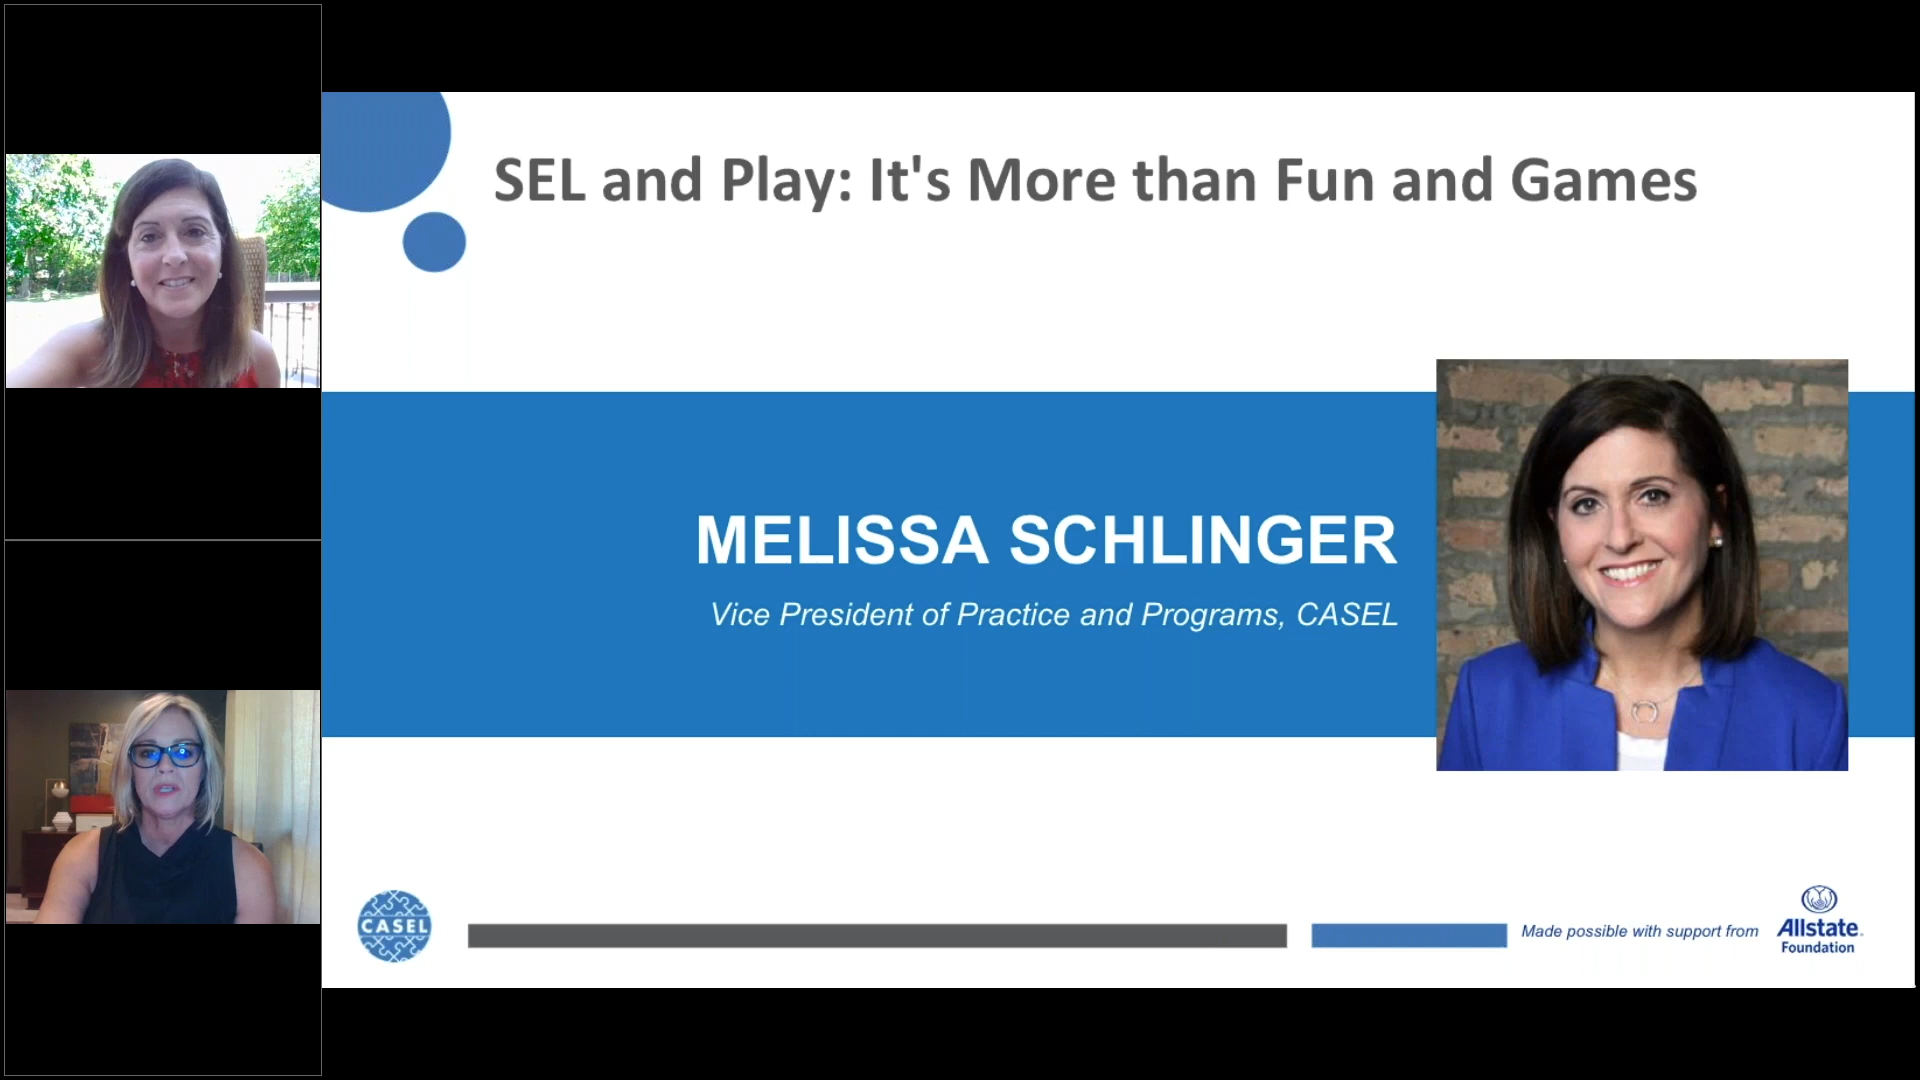 SEL and Play: It's More than Fun and Games
MELISSA SCHLINGER
Vice President of Practice and Programs, CASEL
CASEL
Made possible with support from
Allstate
Foundation